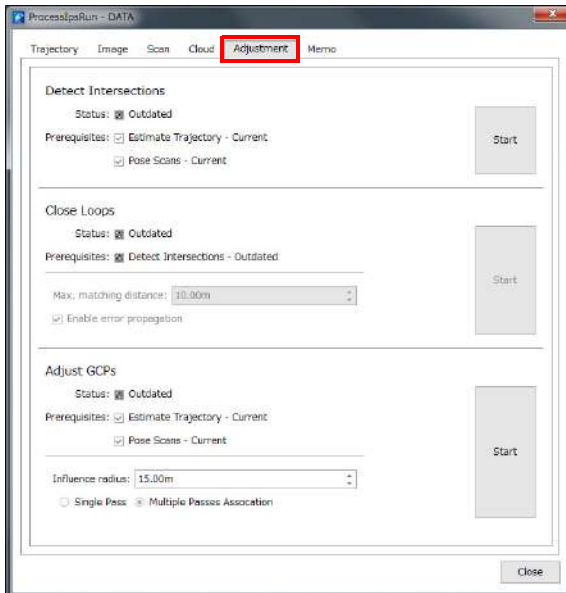 ProcessIpsRun - DATA
Trajectory Image Scan Cloud Adjustment Memo
Detect Intersections
Status: Outdated
Prerequisites: Estimate Trajectory - Current
Pose Scans - Current
Start
Close Loops
Status: Outdated
Prerequisites: Detect Intersections - Outdated
Max. matching distance: 10.00m
Enable error propagation
Start
Adjust GCPs
Status: Outdated
Prerequisites: Estimate Trajectory - Current
Pose Scans - Current
Influence radius: 15.00m
Single Pass Multiple Passes Assocation
Start
Close